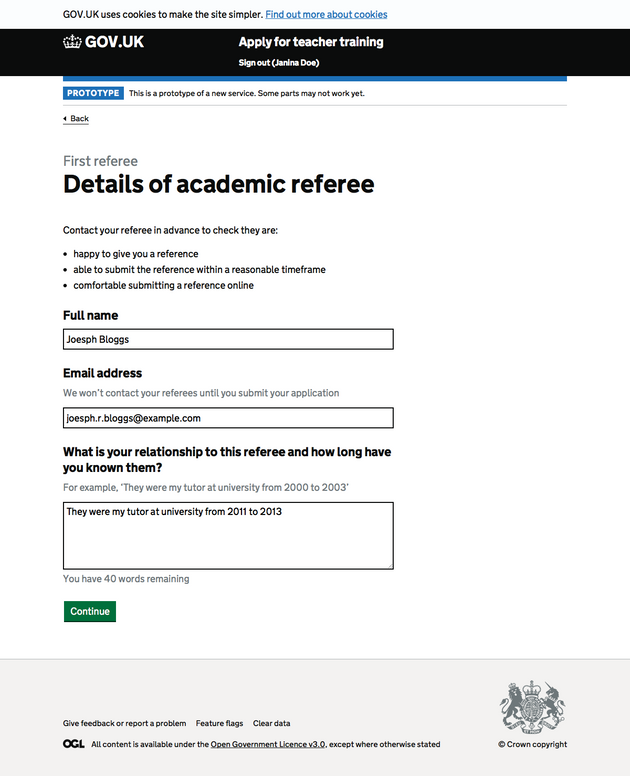 GOV.UK uses cookies to make the site simpler. Find out more about cookies
GOV.UK
Apply for teacher training
Sign out (Janina Doe)
PROTOTYPE This is a prototype of a new service. Some parts may not work yet.
Back
First referee
Details of academic referee
Contact your referee in advance to check they are:
• happy to give you a reference
• able to submit the reference within a reasonable timeframe
• comfortable submitting a reference online
Full name
Joesph Bloggs
Email address
We won't contact your referees until you submit your application
joesph.r.bloggs@example.com
What is your relationship to this referee and how long have
you known them?
For example, 'They were my tutor at university from 2000 to 2003'
They were my tutor at university from 2011 to 2013
You have 40 words remaining
Continue
Give feedback or report a problem Feature flags Clear data
OGL All content is available under the Open Government Licence v3.0, except where otherwise stated
© Crown copyright